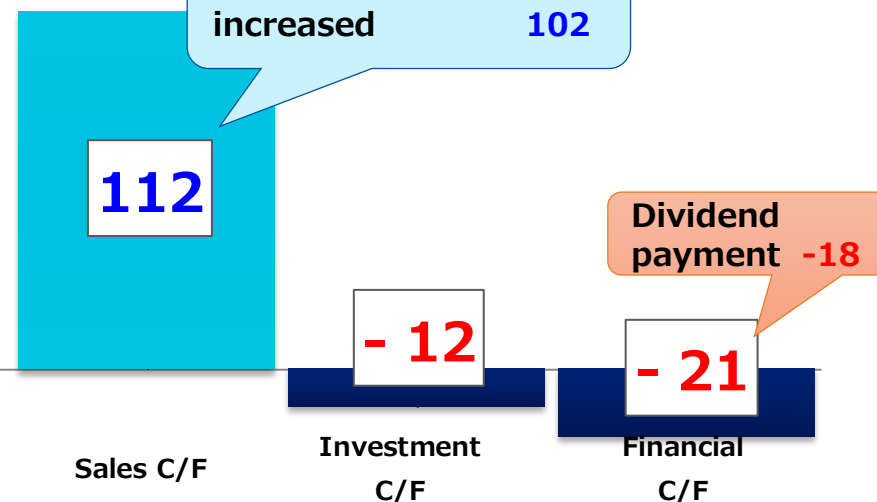 increased 102
112
Dividend
payment -18
- 12
- 21
Sales C/F
Investment
C/F
Financial
C/F